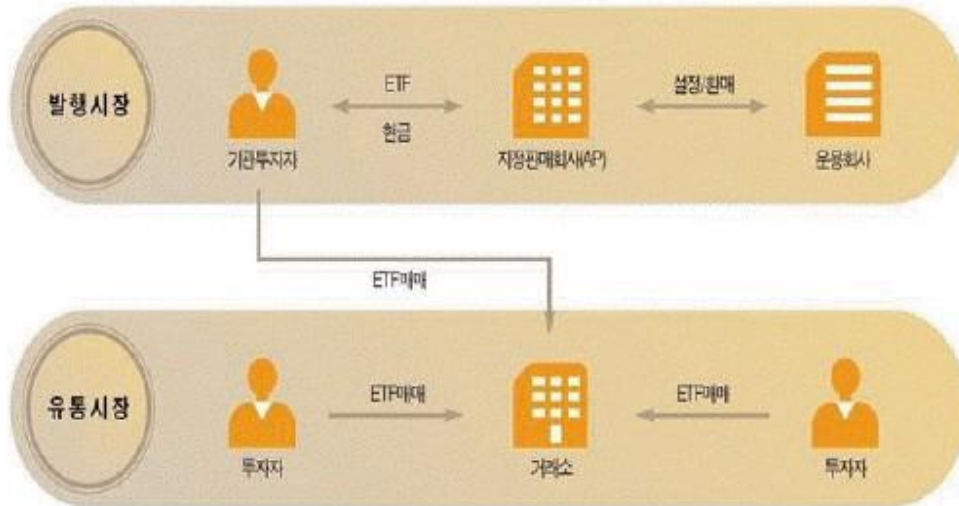 발행시장
ETF
현금
설정/환매
기관투자자
지정판매회사(AP)
운용회사
ETF매매
유통시장
ETF매매
ETF매매
투자자
거래소
투자자